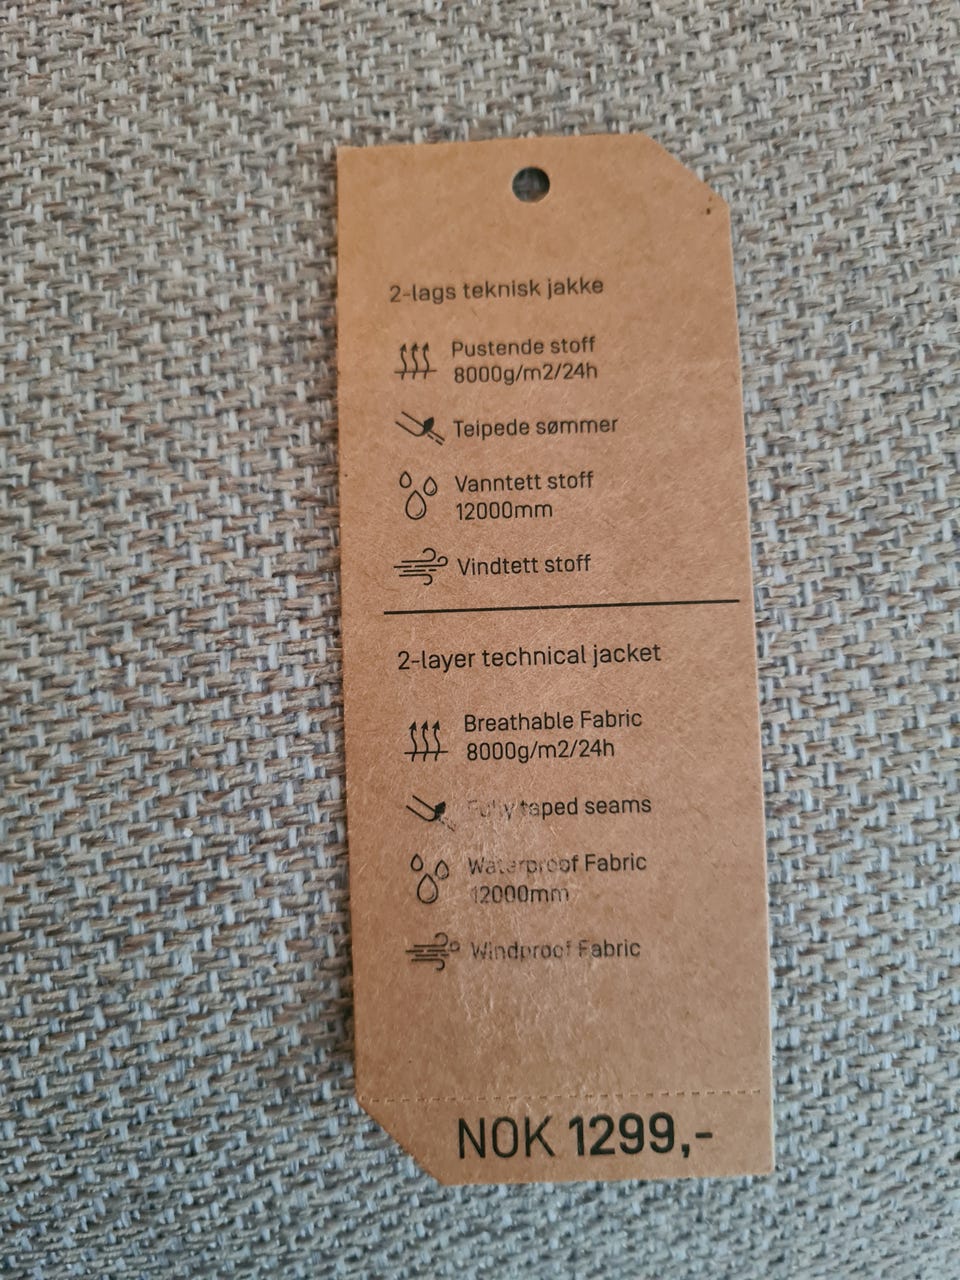 2-lags teknisk jakke
Pustende stoff
8000g/m2/24h
Teipede sømmer
Vanntett stoff
12000mm
Vindtett stoff
2-layer technical jacket
Breathable Fabric
8000g/m2/24h
Fully taped seams
Waterproof Fabric
12000mm
Windproof Fabric
NOK 1299,-